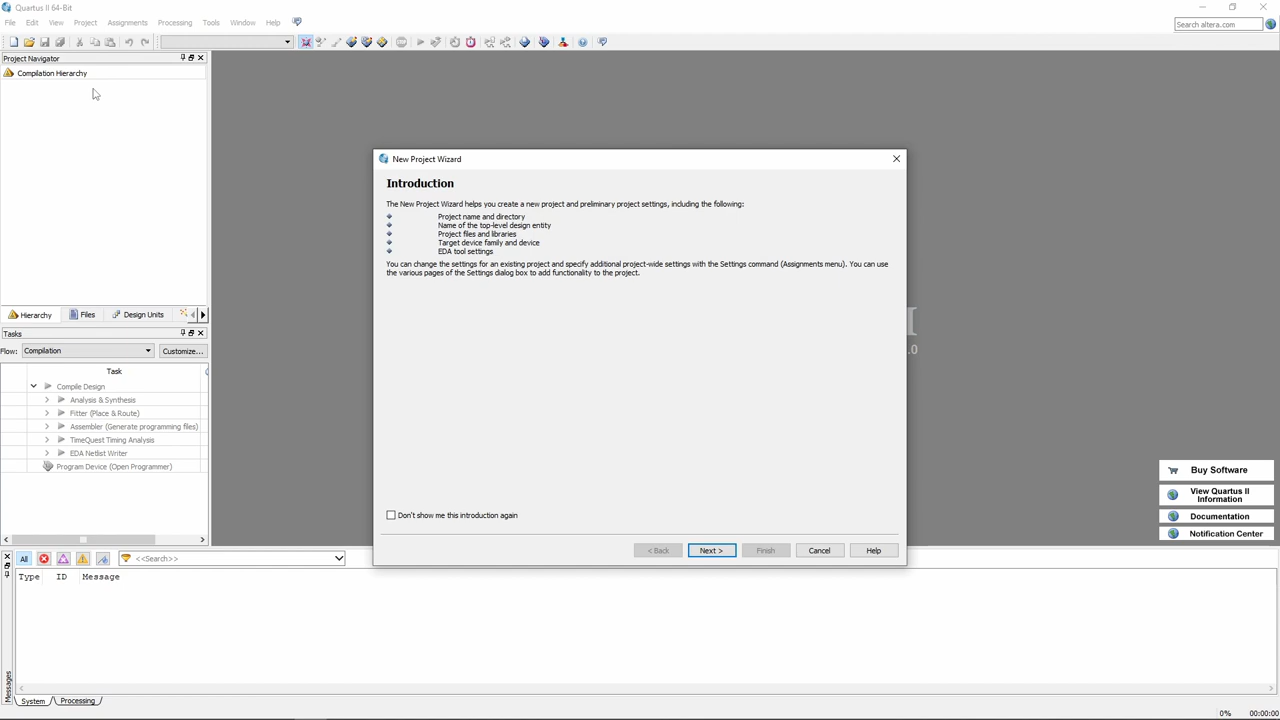 Quartus II 64-Bit
File Edit View Project Assignments Processing Tools Window Help
Search altera.com
Project Navigator
Compilation Hierarchy
New Project Wizard
Introduction
The New Project Wizard helps you create a new project and preliminary project settings, including the following:
Project name and directory
Name of the top-level design entity
Project files and libraries
Target device family and device
EDA tool settings
You can change the settings for an existing project and specify additional project-wide settings with the Settings command (Assignments menu). You can use
the various pages of the Settings dialog box to add functionality to the project.
Hierarchy Files Design Units
Tasks
Flow: Compilation Customize...
Task
Compile Design
Analysis & Synthesis
Fitter (Place & Route)
Assembler (Generate programming files)
TimeQuest Timing Analysis
EDA Netlist Writer
Program Device (Open Programmer)
I
.0
Buy Software
View Quartus II
Information
Documentation
Notification Center
Don't show me this introduction again
< Back Next > Finish Cancel Help
All <<Search>>
Type ID Message
Messages
System Processing
0% 00:00:00